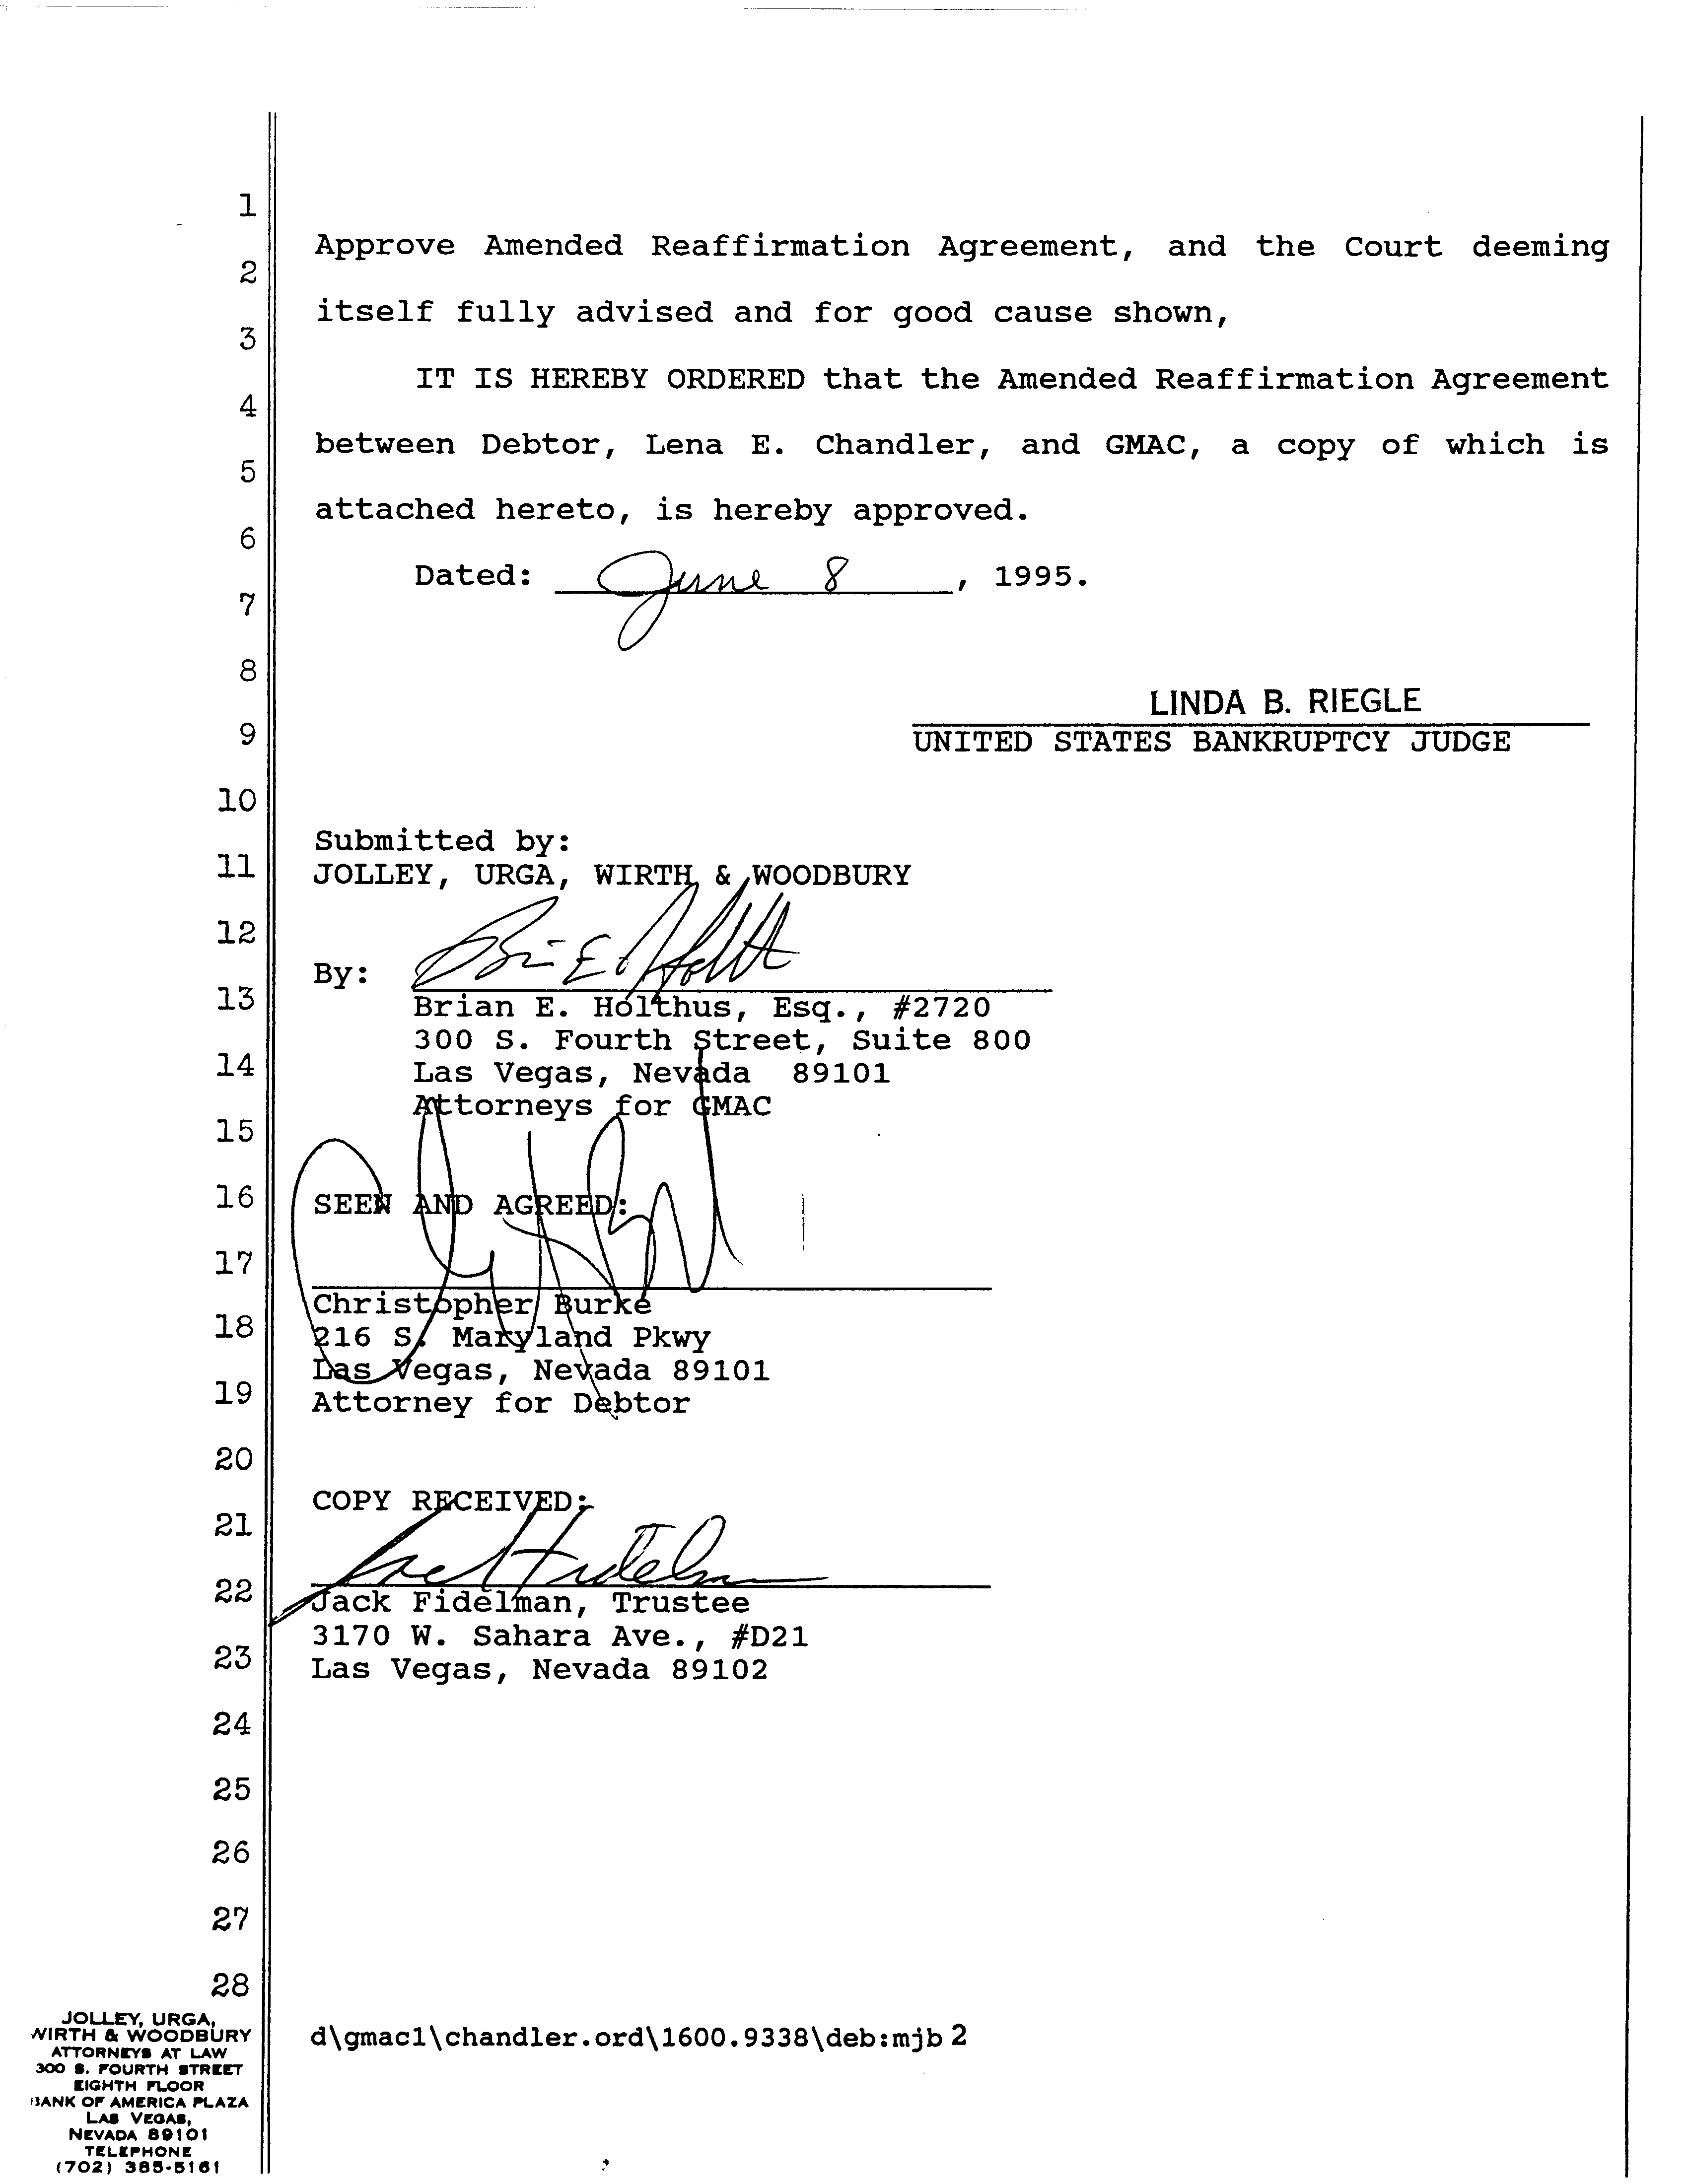 1
Approve Amended Reaffirmation Agreement, and the Court deeming
2
itself fully advised and for good cause shown,
3
IT IS HEREBY ORDERED that the Amended Reaffirmation Agreement
4
between Debtor, Lena E. Chandler, and GMAC, a copy of which is
5
attached hereto, is hereby approved.
6
Dated: June 8, 1995.
7
8
LINDA B. RIEGLE
9
UNITED STATES BANKRUPTCY JUDGE
10
Submitted by:
11
JOLLEY, URGA, WIRTH & WOODBURY
12
By:
13
Brian E. Holthus, Esq., #2720
300 S. Fourth Street, Suite 800
14
Las Vegas, Nevada 89101
Attorneys for GMAC
15
16
SEEN AND AGREED:
17
Christopher Burke
18
216 S. Maryland Pkwy
Las Vegas, Nevada 89101
19
Attorney for Debtor
20
COPY RECEIVED:
21
22
Jack Fidelman, Trustee
3170 W. Sahara Ave., #D21
23
Las Vegas, Nevada 89102
24
25
26
27
28
JOLLEY, URGA,
WIRTH & WOODBURY
ATTORNEYS AT LAW
300 S. FOURTH STREET
EIGHTH FLOOR
BANK OF AMERICA PLAZA
LAS VEGAS,
NEVADA 89101
TELEPHONE
(702) 385-5161
d\gmac1\chandler.ord\1600.9338\deb:mjb 2